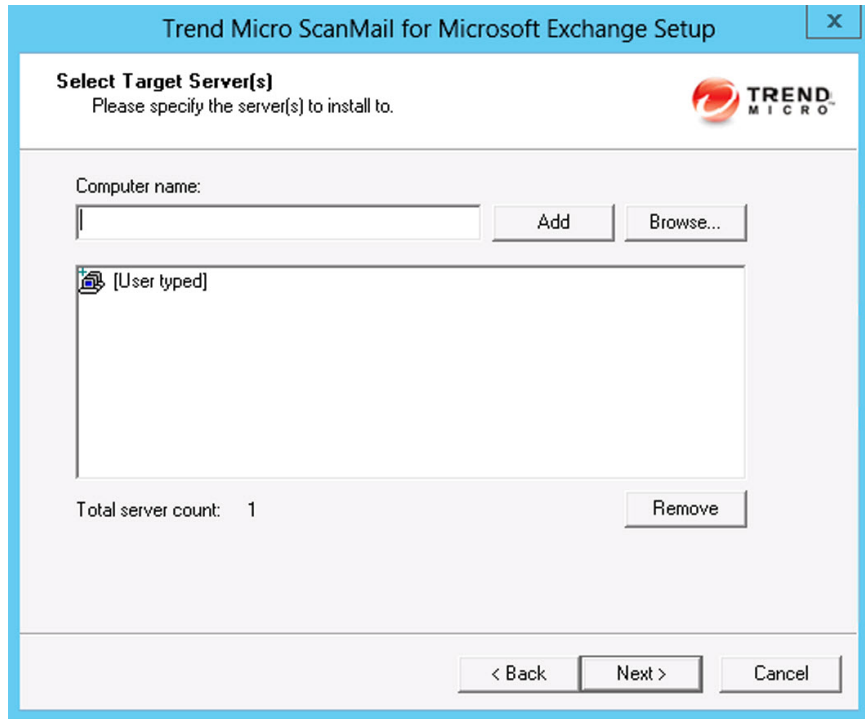 Trend Micro ScanMail for Microsoft Exchange Setup
x
Select Target Server(s)
Please specify the server(s) to install to.
TREND
MICRO
Computer name:
Add
Browse...
[User typed]
Total server count: 1
Remove
< Back
Next >
Cancel